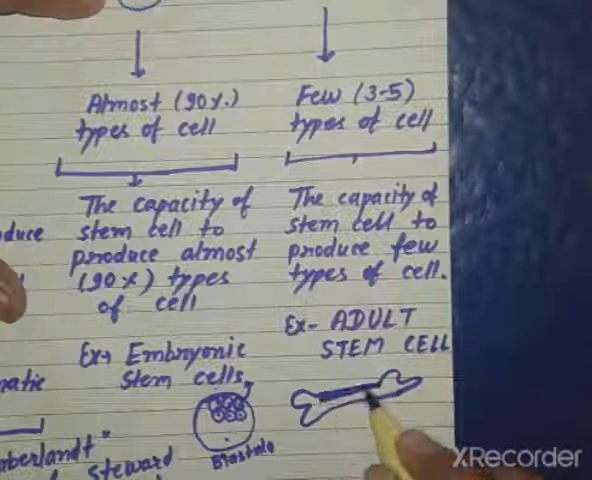 Almost (90%)
types of cell
Few (3-5)
types of cell
The capacity of
stem cell to
produce almost
(90%) types
of cell
The capacity of
stem cell to
produce few
types of cell.
Ex→ Embryonic
Stem cells
Ex- ADULT
STEM CELL
Blastula
steward
XRecorder